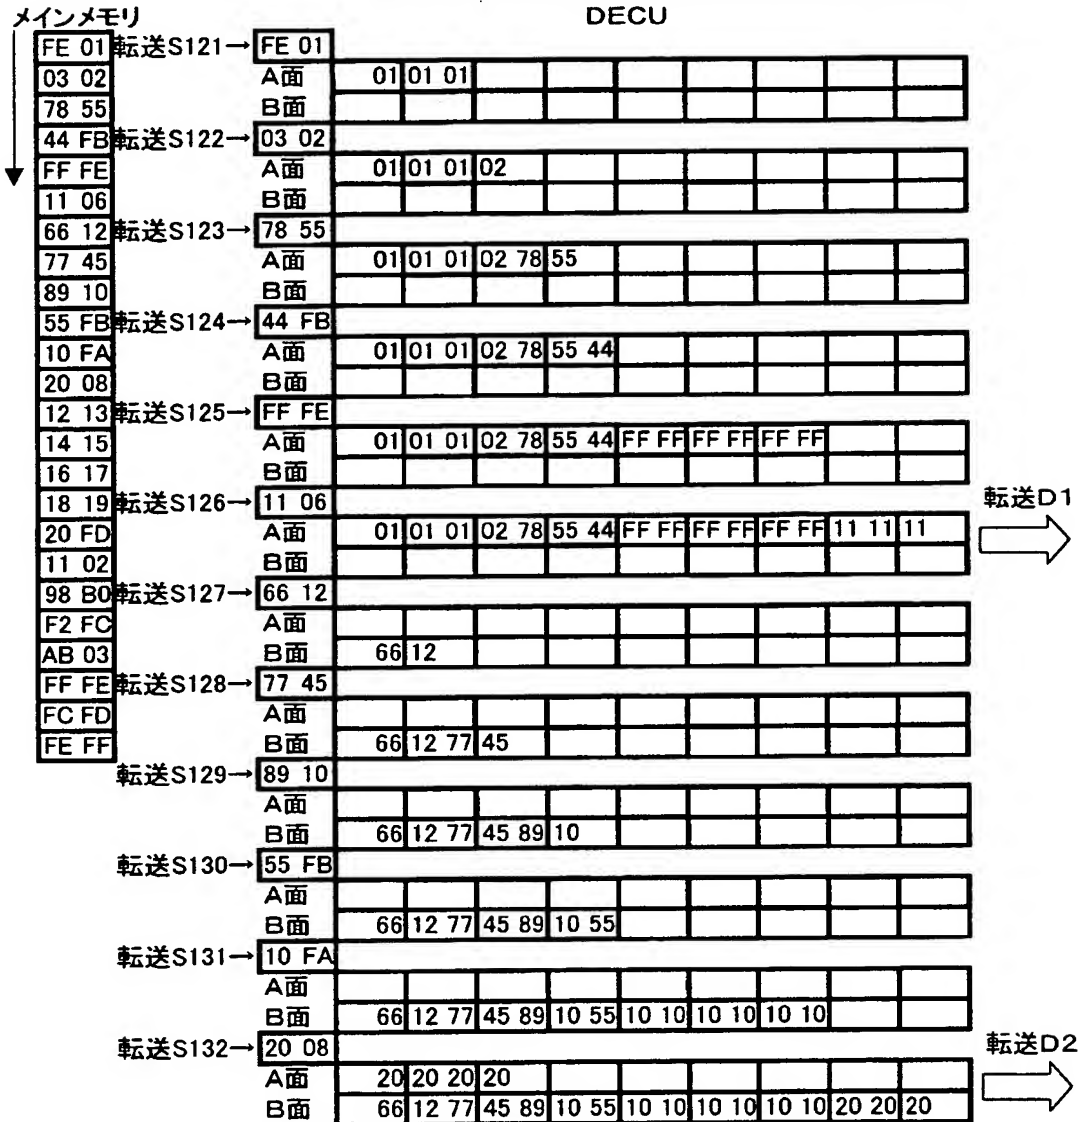 メインメモリ DECU
FE 01 転送S121→ FE 01
03 02 A面 01 01 01
78 55 B面
44 FB 転送S122→ 03 02
FF FE A面 01 01 01 02
11 06 B面
66 12 転送S123→ 78 55
77 45 A面 01 01 01 02 78 55
89 10 B面
55 FB 転送S124→ 44 FB
10 FA A面 01 01 01 02 78 55 44
20 08 B面
12 13 転送S125→ FF FE
14 15 A面 01 01 01 02 78 55 44 FF FF FF FF FF FF
16 17 B面
18 19 転送S126→ 11 06 転送D1
20 FD A面 01 01 01 02 78 55 44 FF FF FF FF FF FF 11 11 11
11 02 B面
98 B0 転送S127→ 66 12
F2 FC A面
AB 03 B面 66 12
FF FE 転送S128→ 77 45
FC FD A面
FE FF B面 66 12 77 45
転送S129→ 89 10
A面
B面 66 12 77 45 89 10
転送S130→ 55 FB
A面
B面 66 12 77 45 89 10 55
転送S131→ 10 FA
A面
B面 66 12 77 45 89 10 55 10 10 10 10 10 10
転送S132→ 20 08 転送D2
A面 20 20 20 20
B面 66 12 77 45 89 10 55 10 10 10 10 10 10 20 20 20